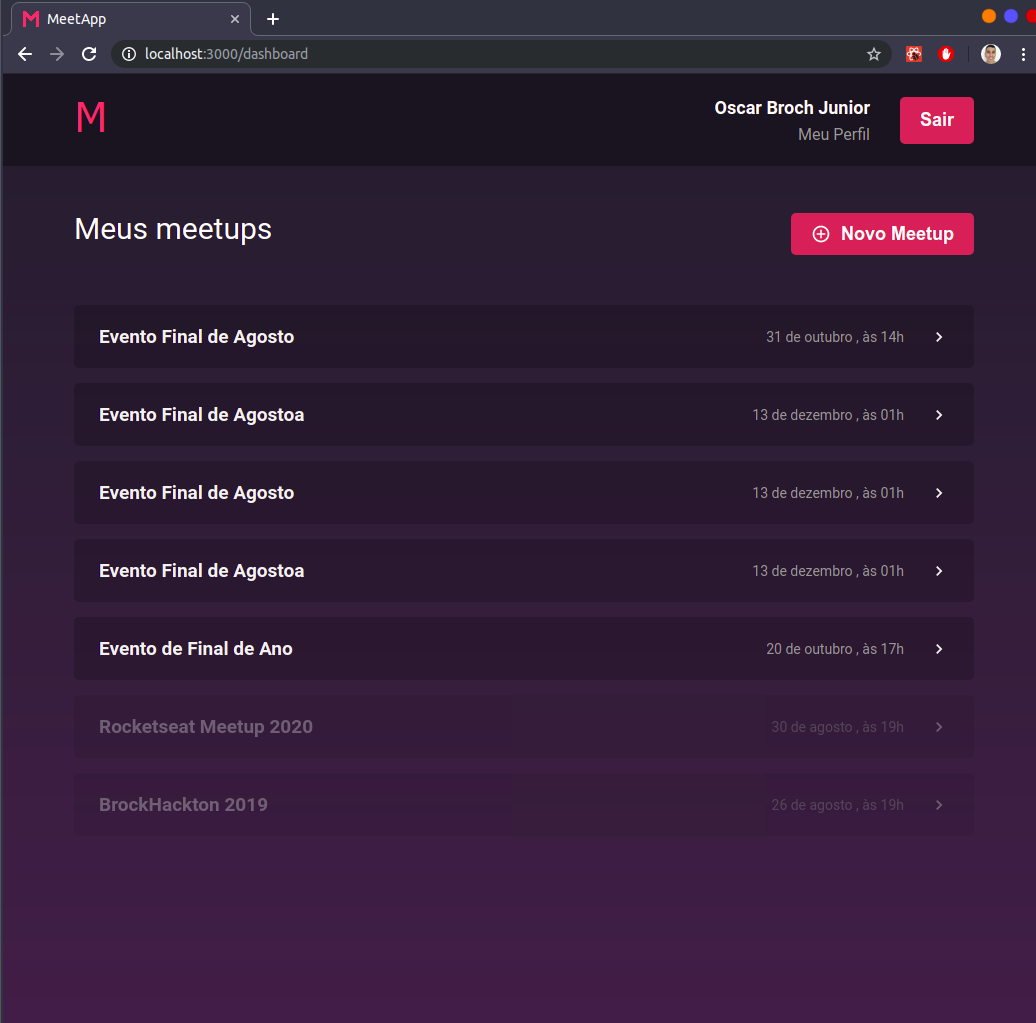 MeetApp
localhost:3000/dashboard
M
Oscar Broch Junior
Meu Perfil
Sair
Meus meetups
Novo Meetup
Evento Final de Agosto
31 de outubro , às 14h
Evento Final de Agostoa
13 de dezembro , às 01h
Evento Final de Agosto
13 de dezembro , às 01h
Evento Final de Agostoa
13 de dezembro , às 01h
Evento de Final de Ano
20 de outubro , às 17h
Rocketseat Meetup 2020
30 de agosto , às 19h
BrockHackton 2019
26 de agosto , às 19h